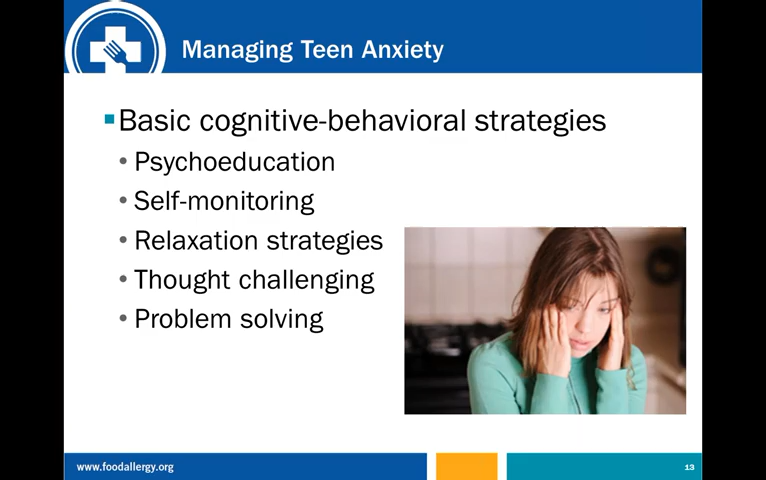 Managing Teen Anxiety
Basic cognitive-behavioral strategies
Psychoeducation
Self-monitoring
Relaxation strategies
Thought challenging
Problem solving
www.foodallergy.org
13